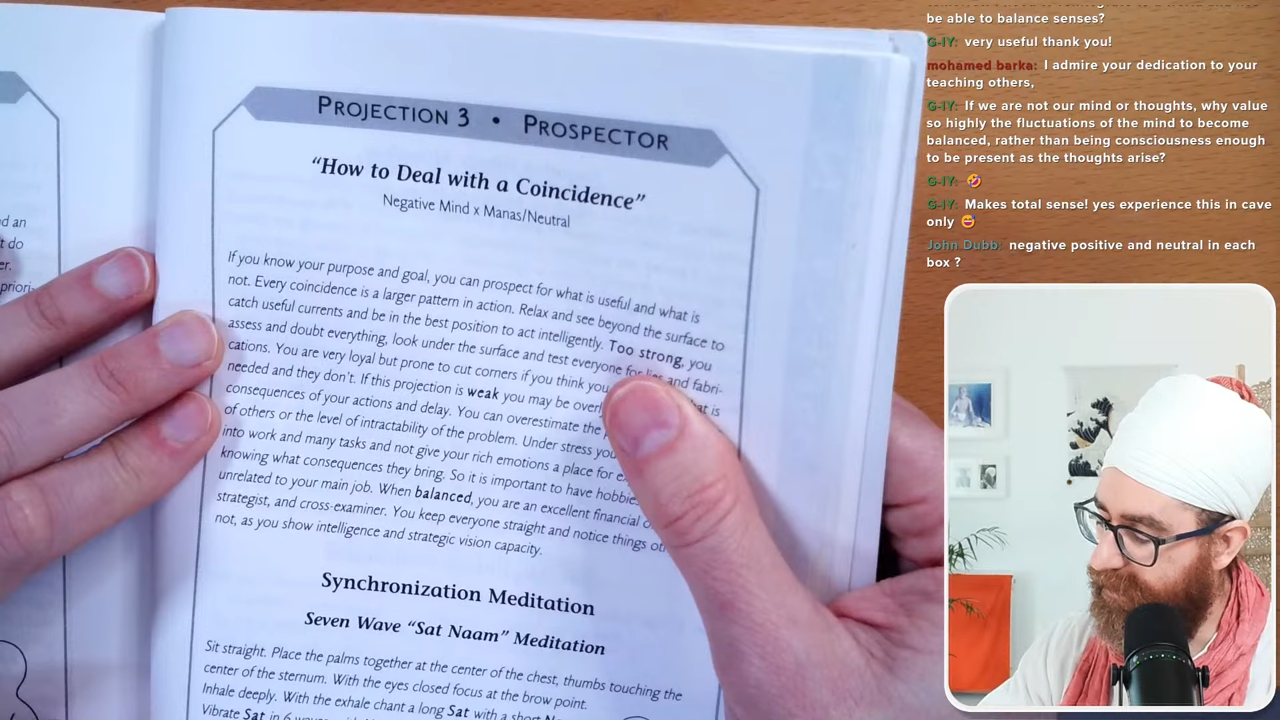 d an
t do
er.
priori-
PROJECTION 3 • PROSPECTOR
"How to Deal with a Coincidence"
Negative Mind x Manas/Neutral
If you know your purpose and goal, you can prospect for what is useful and what is
not. Every coincidence is a larger pattern in action. Relax and see beyond the surface to
catch useful currents and be in the best position to act intelligently. Too strong, you
assess and doubt everything, look under the surface and test everyone for lies and fabri-
cations. You are very loyal but prone to cut corners if you think you at is
needed and they don't. If this projection is weak you may be overl
consequences of your actions and delay. You can overestimate the
of others or the level of intractability of the problem. Under stress you
into work and many tasks and not give your rich emotions a place for
knowing what consequences they bring. So it is important to have hobbies
unrelated to your main job. When balanced, you are an excellent financial
strategist, and cross-examiner. You keep everyone straight and notice things
not, as you show intelligence and strategic vision capacity.
Synchronization Meditation
Seven Wave "Sat Naam" Meditation
Sit straight. Place the palms together at the center of the chest, thumbs touching the
center of the sternum. With the eyes closed focus at the brow point.
Inhale deeply. With the exhale chant a long Sat with a short
Vibrate Sat in 6 waves
be able to balance senses?
G-IY: very useful thank you!
mohamed barka: I admire your dedication to your
teaching others,
G-IY: If we are not our mind or thoughts, why value
so highly the fluctuations of the mind to become
balanced, rather than being consciousness enough
to be present as the thoughts arise?
G-IY: 🤣
G-IY: Makes total sense! yes experience this in cave
only 😅
John Dubb: negative positive and neutral in each
box ?